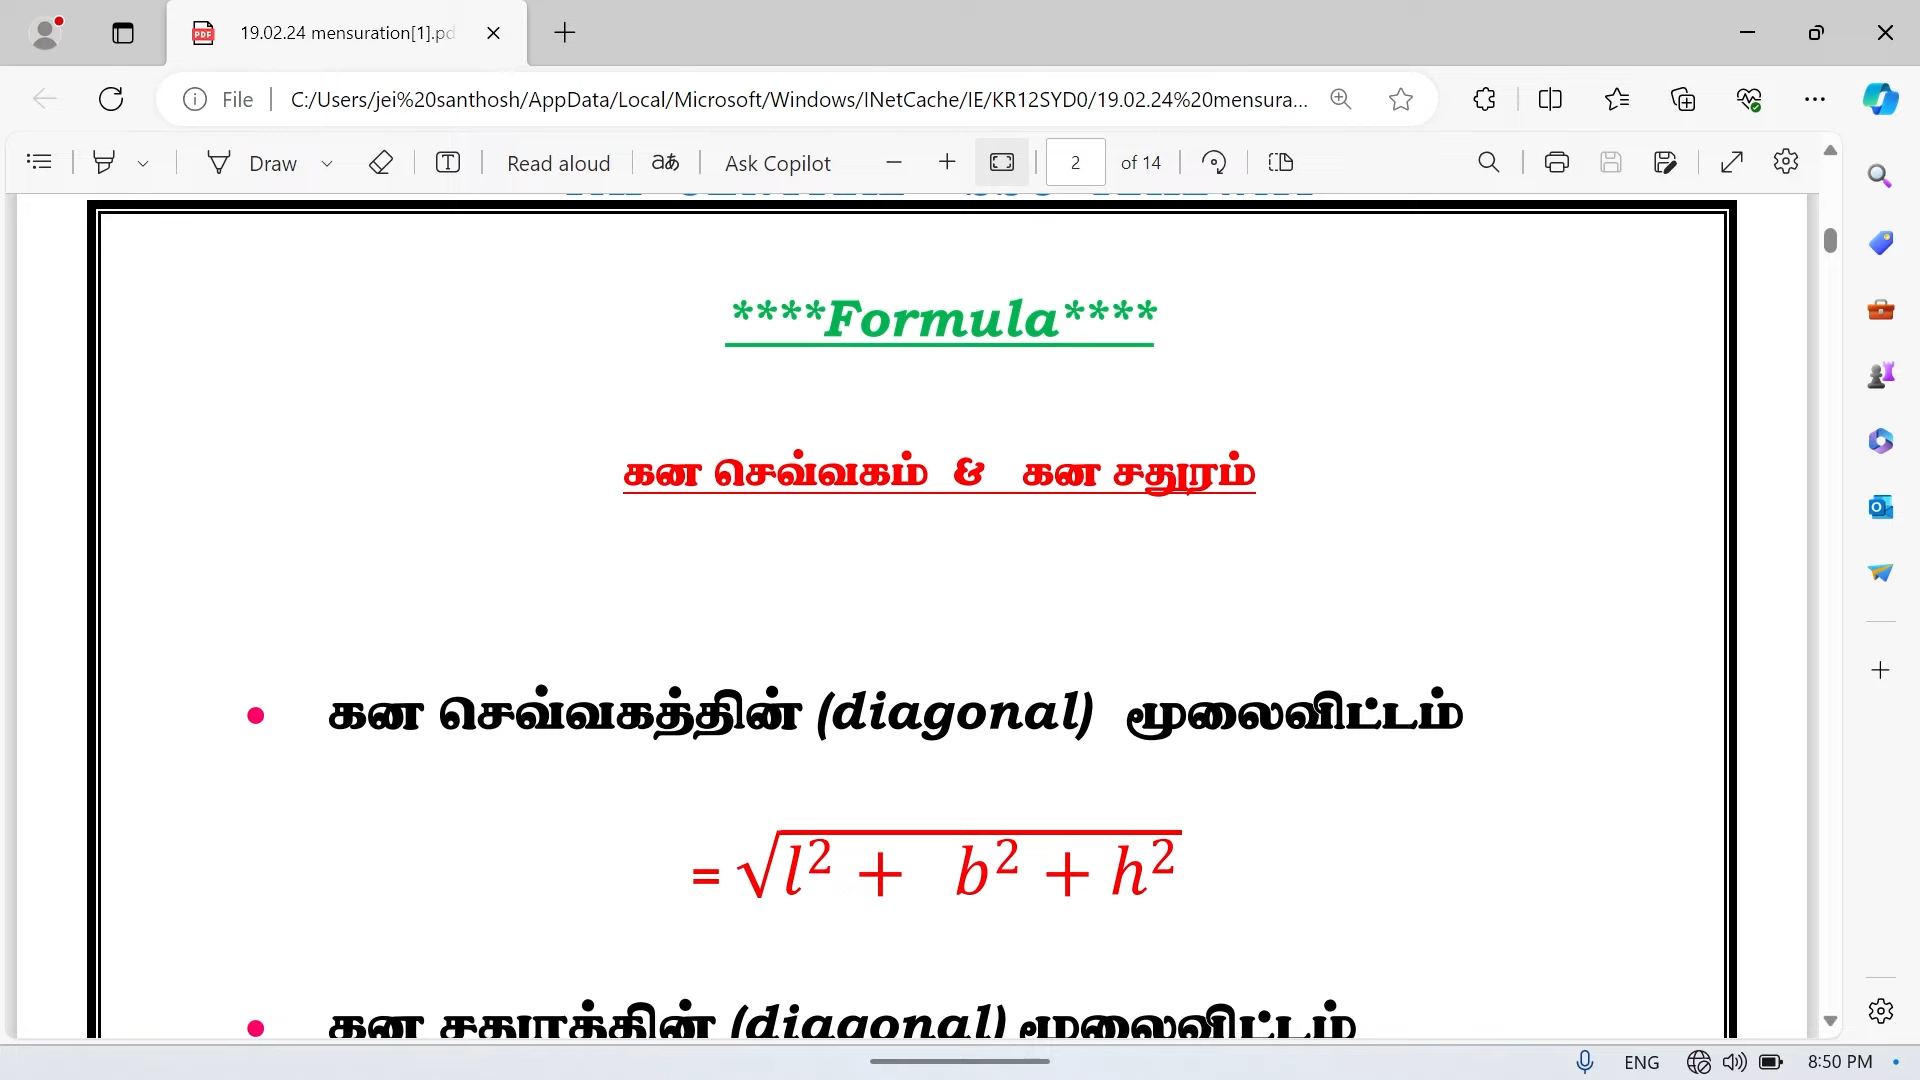 19.02.24 mensuration[1].pd
File
C:/Users/jei%20santhosh/AppData/Local/Microsoft/Windows/INetCache/IE/KR12SYD0/19.02.24%20mensura...
Draw
Read aloud
aあ
Ask Copilot
2 of 14
****Formula****
கன செவ்வகம் & கன சதுரம்
• கன செவ்வகத்தின் (diagonal) மூலைவிட்டம்
= √l² + b² + h²
• கன சதுரத்தின் (diagonal) மூலைவிட்டம்
ENG
8:50 PM